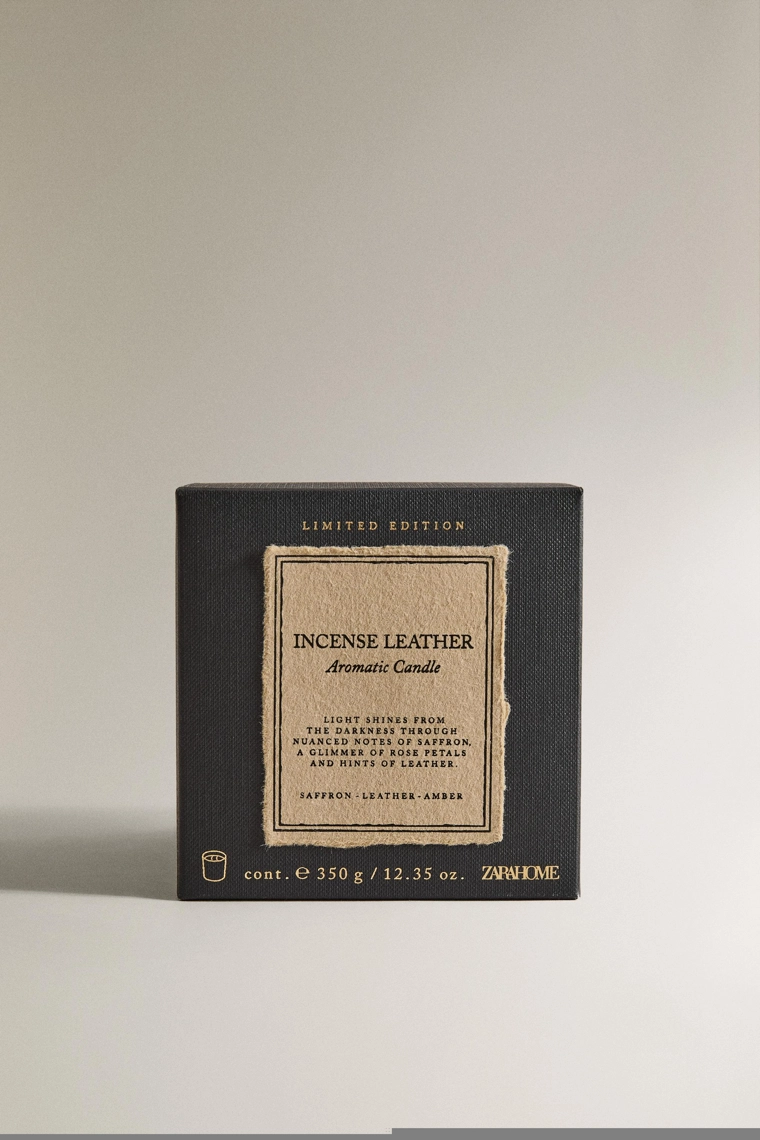 LIMITED EDITION
INCENSE LEATHER
Aromatic Candle
LIGHT SHINES FROM
THE DARKNESS THROUGH
NUANCED NOTES OF SAFFRON,
A GLIMMER OF ROSE PETALS
AND HINTS OF LEATHER.
SAFFRON - LEATHER - AMBER
cont. ℮ 350 g / 12.35 oz. ZARAHOME